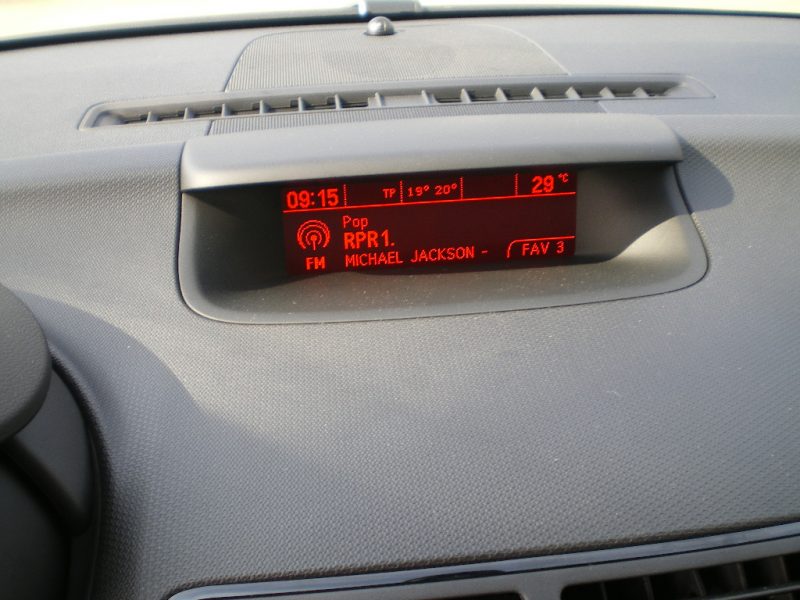 09:15 TP 19° 20° 29 °C
Pop
RPR1.
FM MICHAEL JACKSON - FAV 3